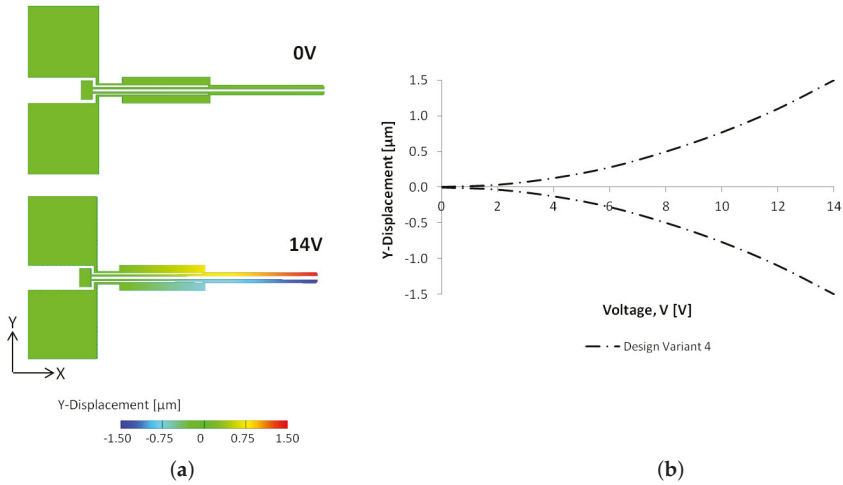 0V
14V
Y
X
Y-Displacement [µm]
-1.50 -0.75 0 0.75 1.50
(a)
Y-Displacement [µm]
1.5
1.0
0.5
0.0
-0.5
-1.0
-1.5
0 2 4 6 8 10 12 14
Voltage, V [V]
Design Variant 4
(b)